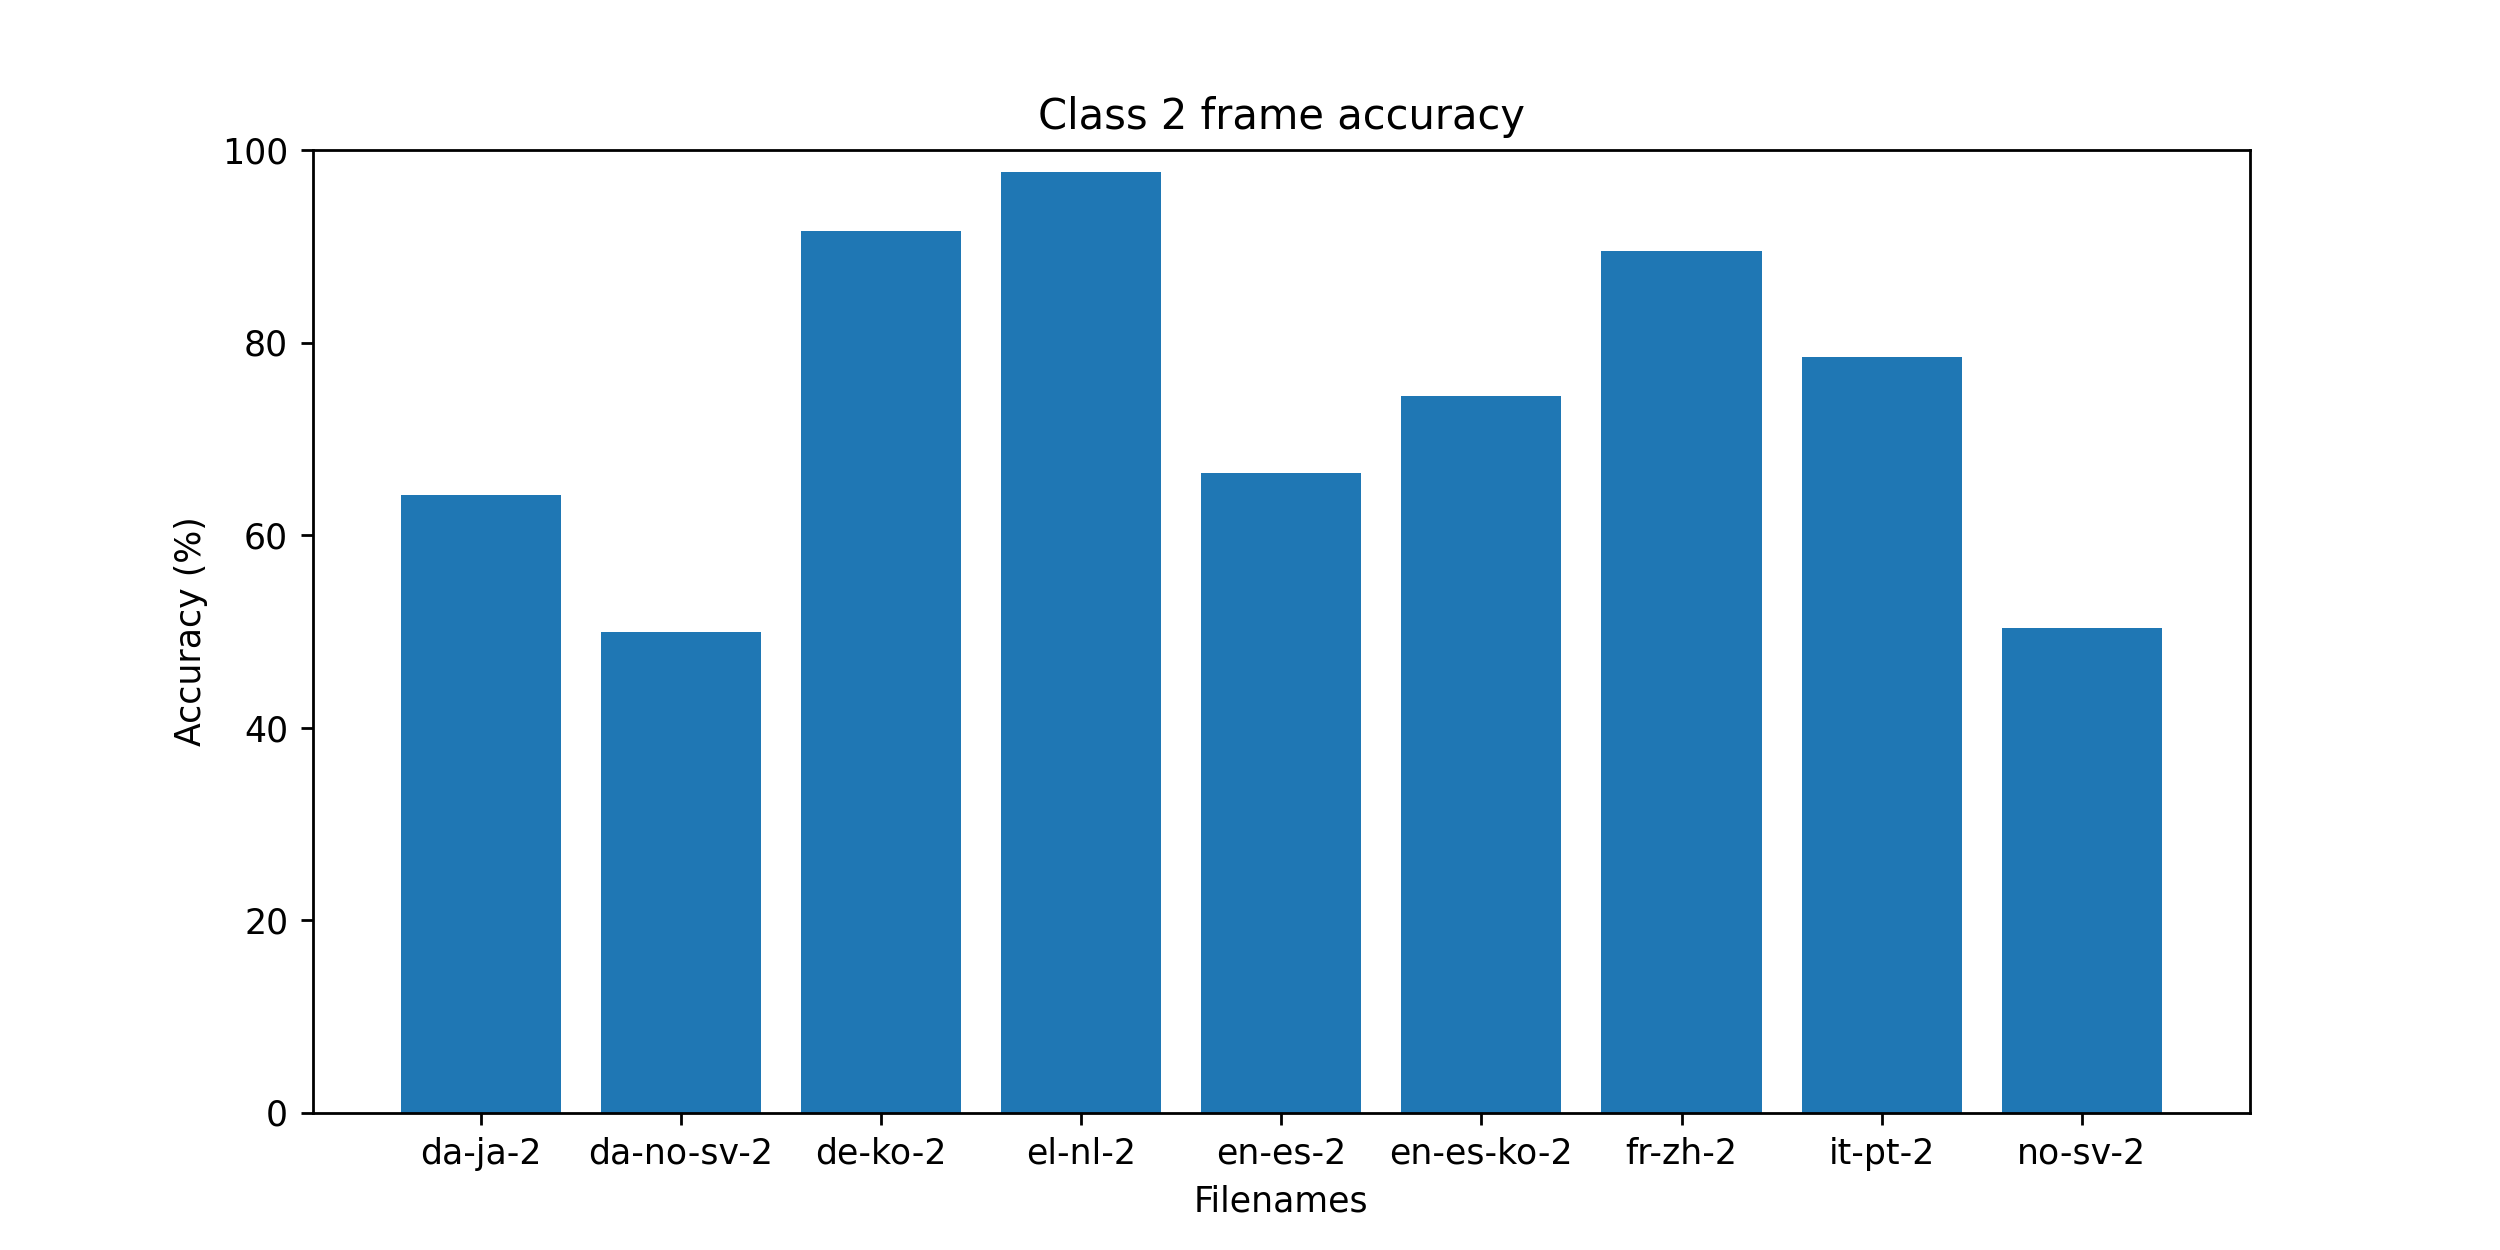 Class 2 frame accuracy
100
80
60
40
20
0
Accuracy (%)
da-ja-2 da-no-sv-2 de-ko-2 el-nl-2 en-es-2 en-es-ko-2 fr-zh-2 it-pt-2 no-sv-2
Filenames